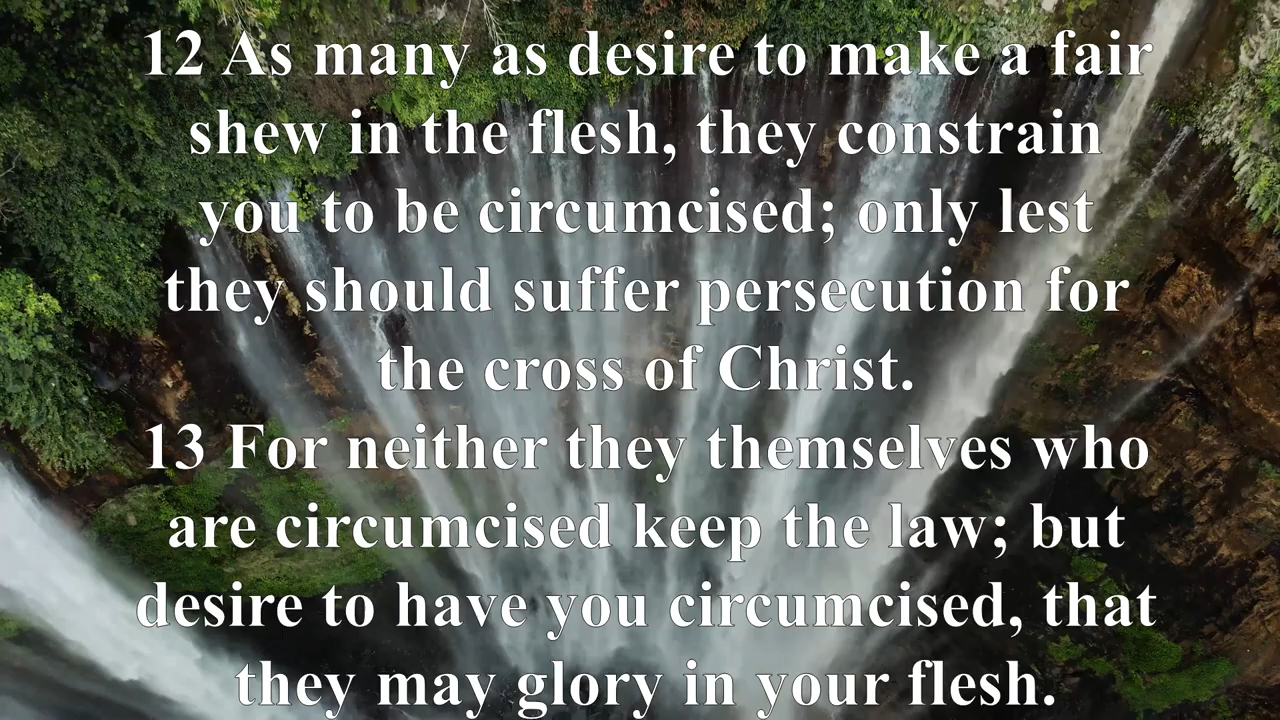 12 As many as desire to make a fair
shew in the flesh, they constrain
you to be circumcised; only lest
they should suffer persecution for
the cross of Christ.
13 For neither they themselves who
are circumcised keep the law; but
desire to have you circumcised, that
they may glory in your flesh.